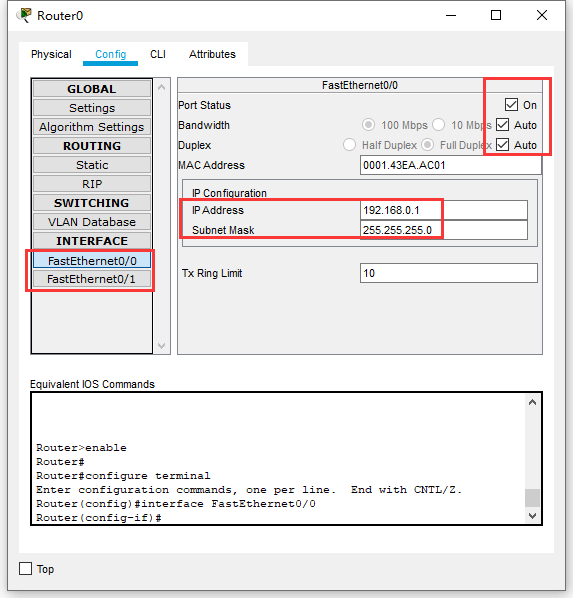 Router0
Physical Config CLI Attributes
GLOBAL
Settings
Algorithm Settings
ROUTING
Static
RIP
SWITCHING
VLAN Database
INTERFACE
FastEthernet0/0
FastEthernet0/1
FastEthernet0/0
Port Status On
Bandwidth 100 Mbps 10 Mbps Auto
Duplex Half Duplex Full Duplex Auto
MAC Address 0001.43EA.AC01
IP Configuration
IP Address 192.168.0.1
Subnet Mask 255.255.255.0
Tx Ring Limit 10
Equivalent IOS Commands
Router>enable
Router#
Router#configure terminal
Enter configuration commands, one per line. End with CNTL/Z.
Router(config)#interface FastEthernet0/0
Router(config-if)#
Top